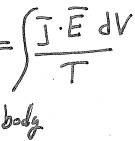 = ∫ J̅ · E̅ dV / T
body